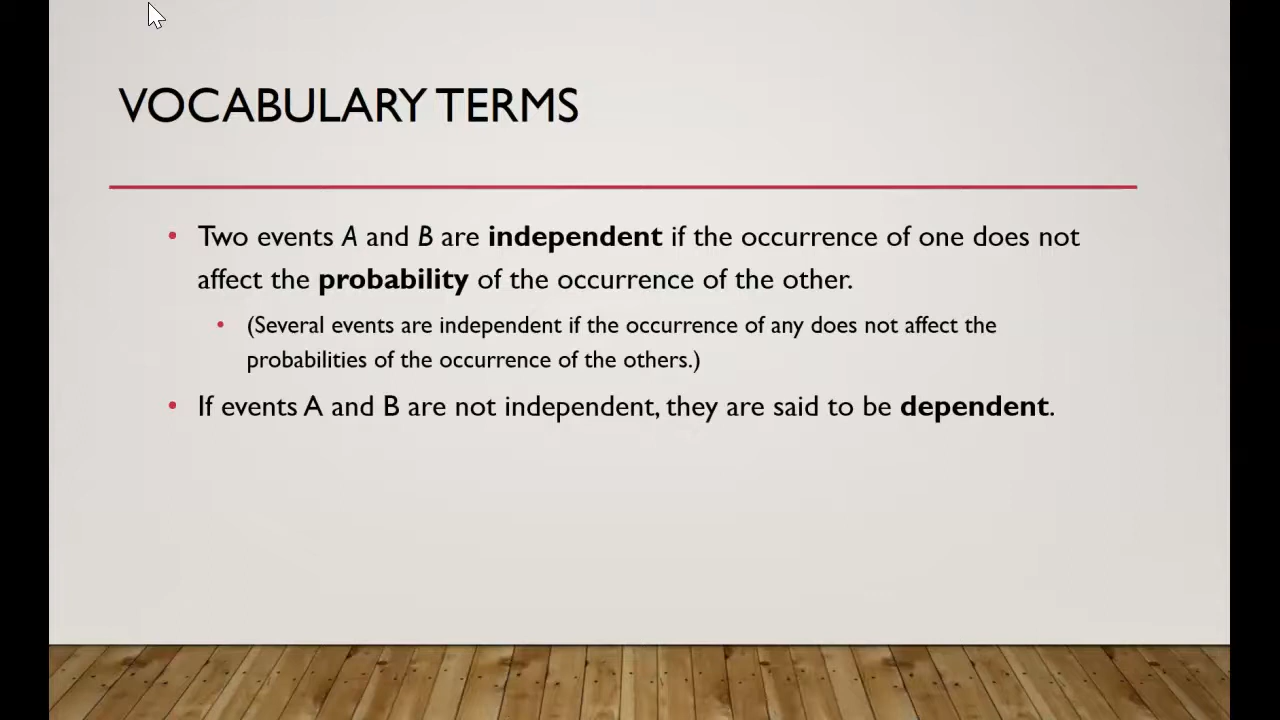 VOCABULARY TERMS
• Two events A and B are independent if the occurrence of one does not
affect the probability of the occurrence of the other.
• (Several events are independent if the occurrence of any does not affect the
probabilities of the occurrence of the others.)
• If events A and B are not independent, they are said to be dependent.